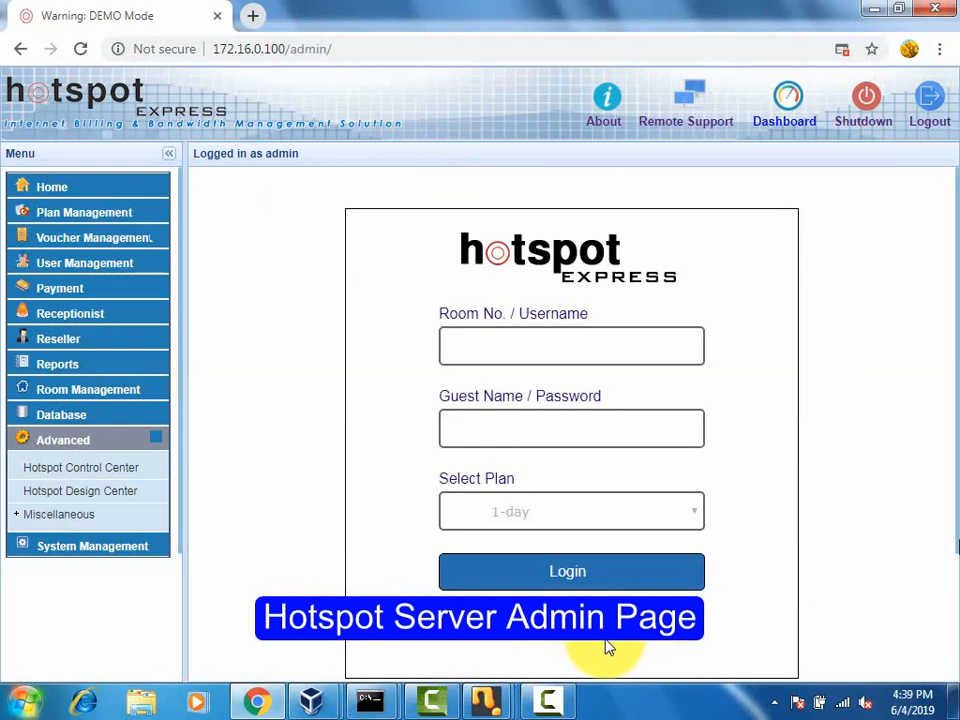 Warning: DEMO Mode
Not secure
172.16.0.100/admin/
hotspot
EXPRESS
Internet Billing & Bandwidth Management Solution
About
Remote Support
Dashboard
Shutdown
Logout
Menu
Logged in as admin
Home
Plan Management
Voucher Management
User Management
Payment
Receptionist
Reseller
Reports
Room Management
Database
Advanced
Hotspot Control Center
Hotspot Design Center
+ Miscellaneous
System Management
hotspot
EXPRESS
Room No. / Username
Guest Name / Password
Select Plan
1-day
Login
Hotspot Server Admin Page
4:39 PM
6/4/2019